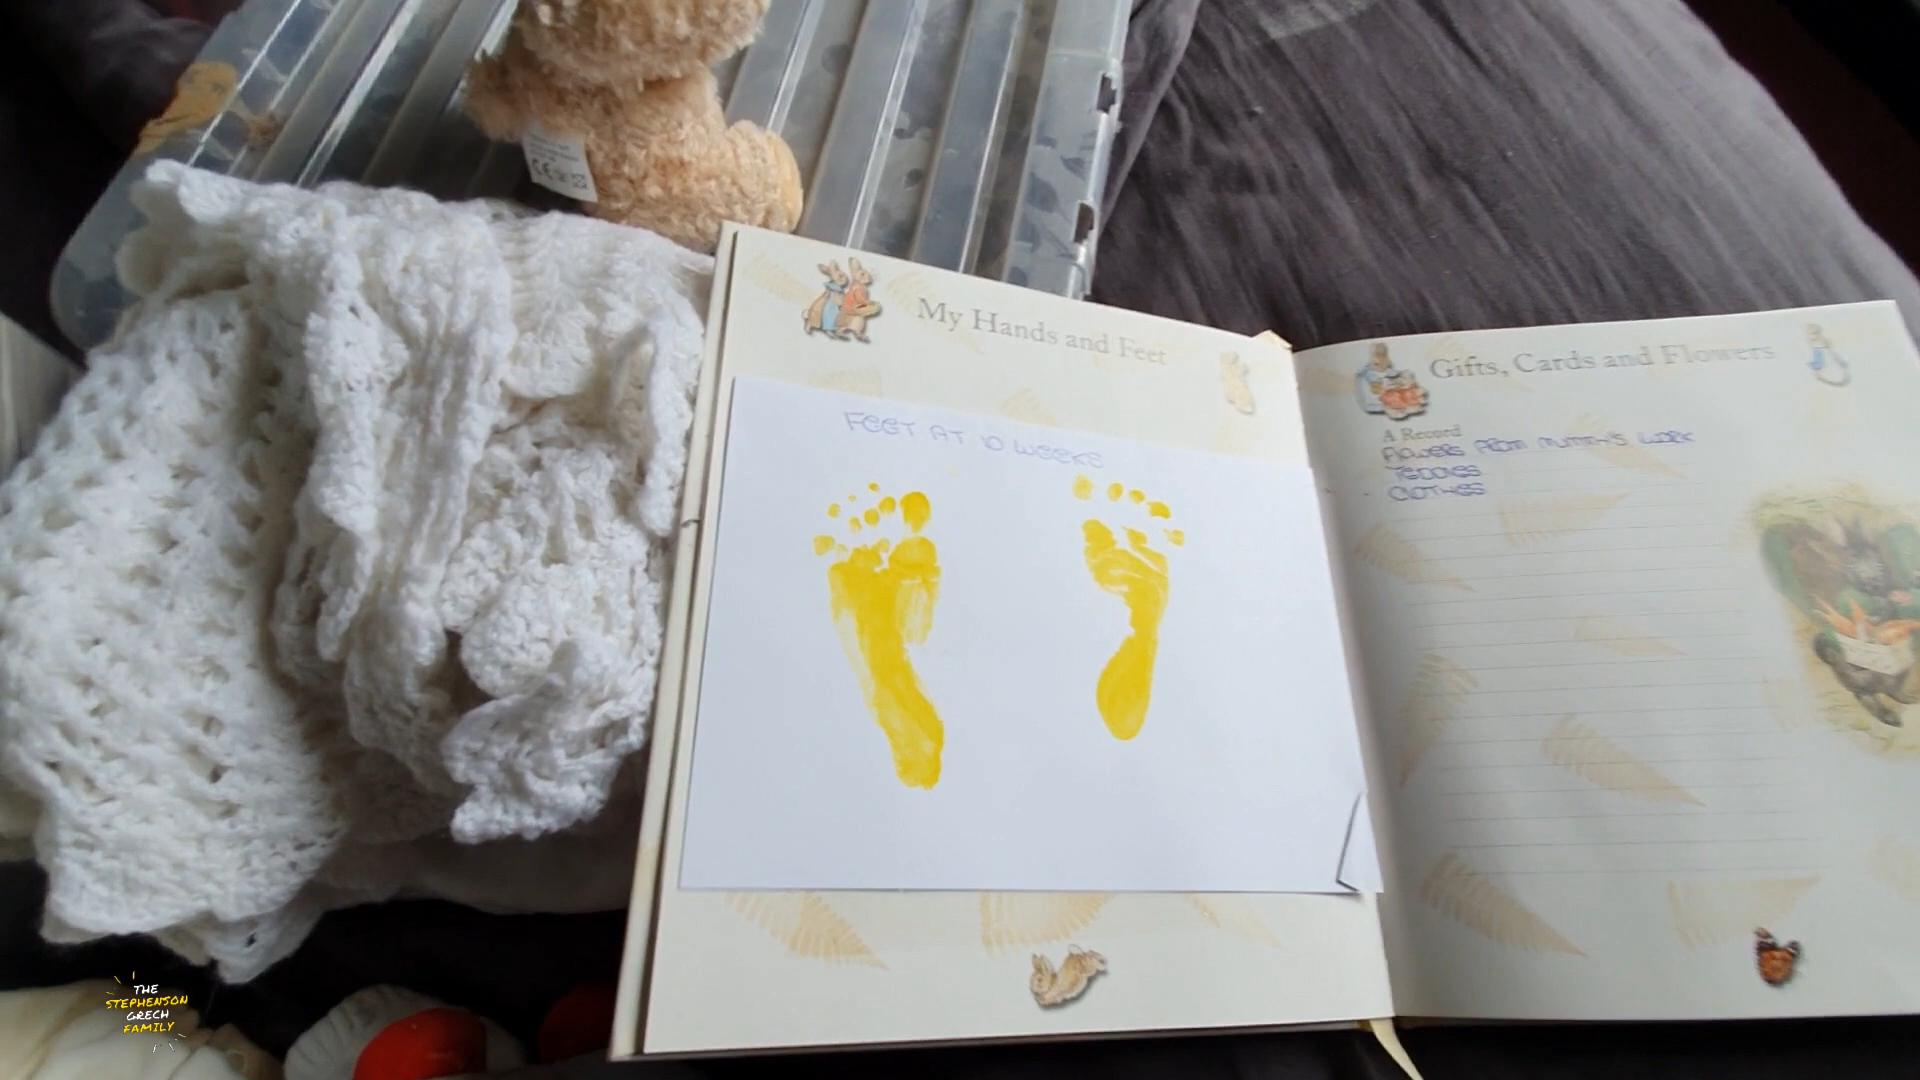 My Hands and Feet
FEET AT 10 WEEKS
Gifts, Cards and Flowers
A Record
FLOWERS FROM MUMMY'S WORK
TEDDIES
CLOTHES
CE
THE
STEPHENSON
GRECH
FAMILY